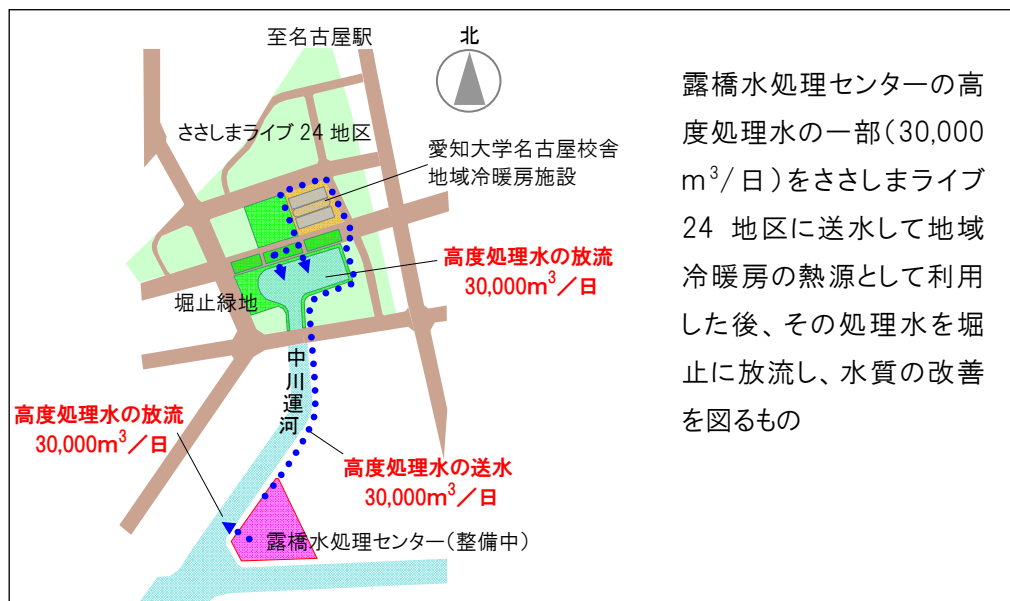 至名古屋駅
北
ささしまライブ 24 地区
愛知大学名古屋校舎
地域冷暖房施設
高度処理水の放流
30,000m³／日
堀止緑地
中川運河
高度処理水の放流
30,000m³／日
高度処理水の送水
30,000m³／日
露橋水処理センター（整備中）
露橋水処理センターの高
度処理水の一部（30,000
m³/日）をささしまライブ
24 地区に送水して地域
冷暖房の熱源として利用
した後、その処理水を堀
止に放流し、水質の改善
を図るもの